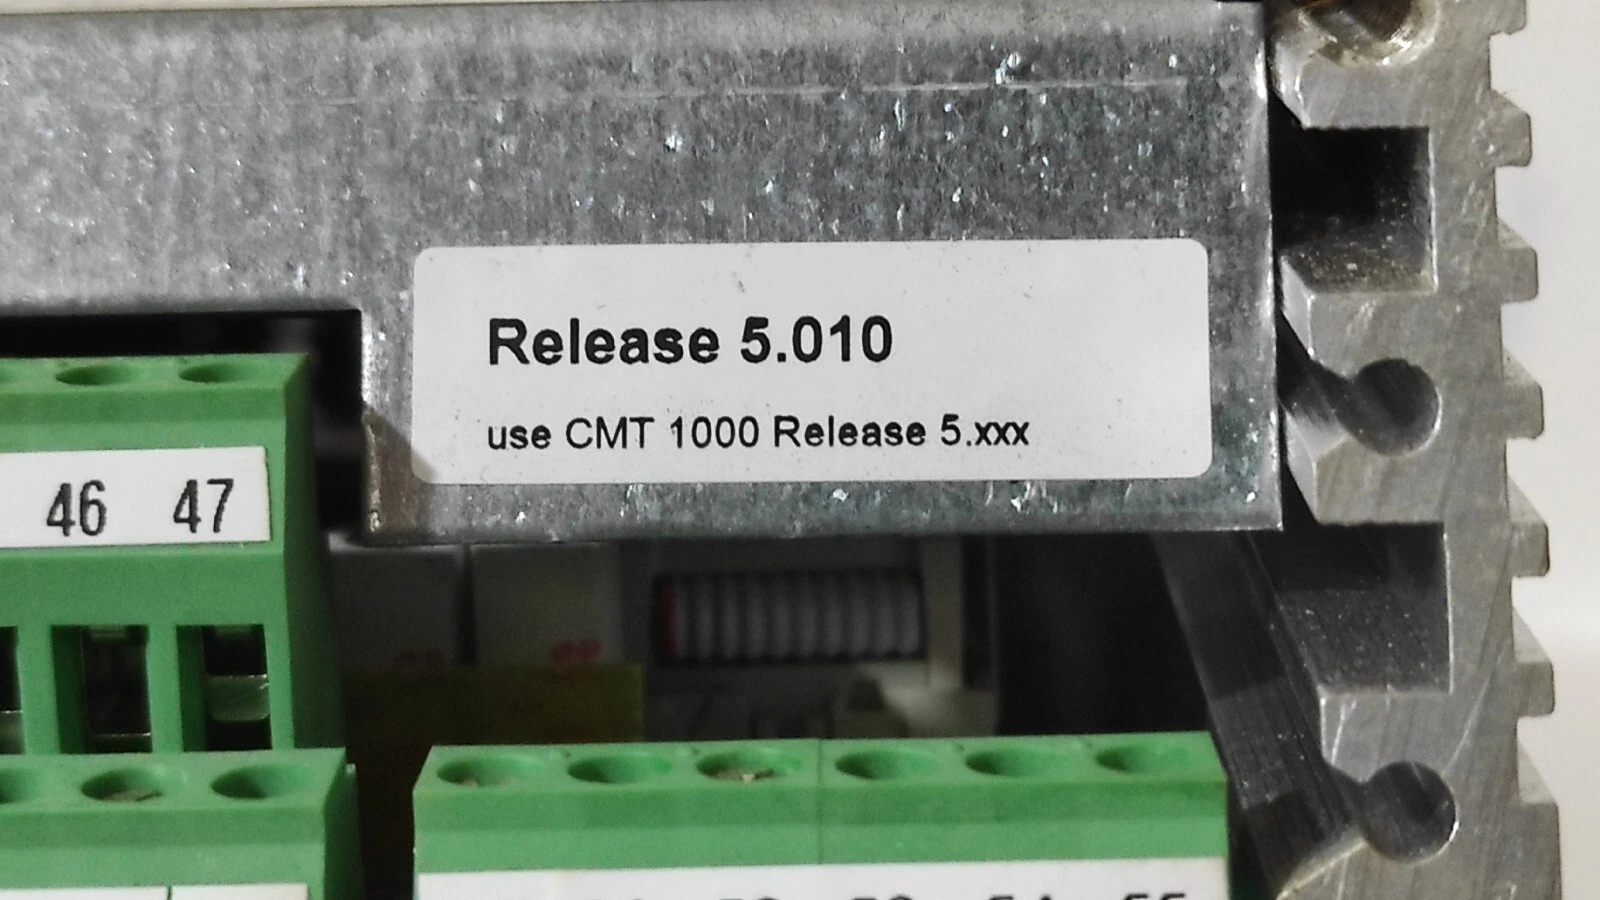 Release 5.010
use CMT 1000 Release 5.xxx
46 47